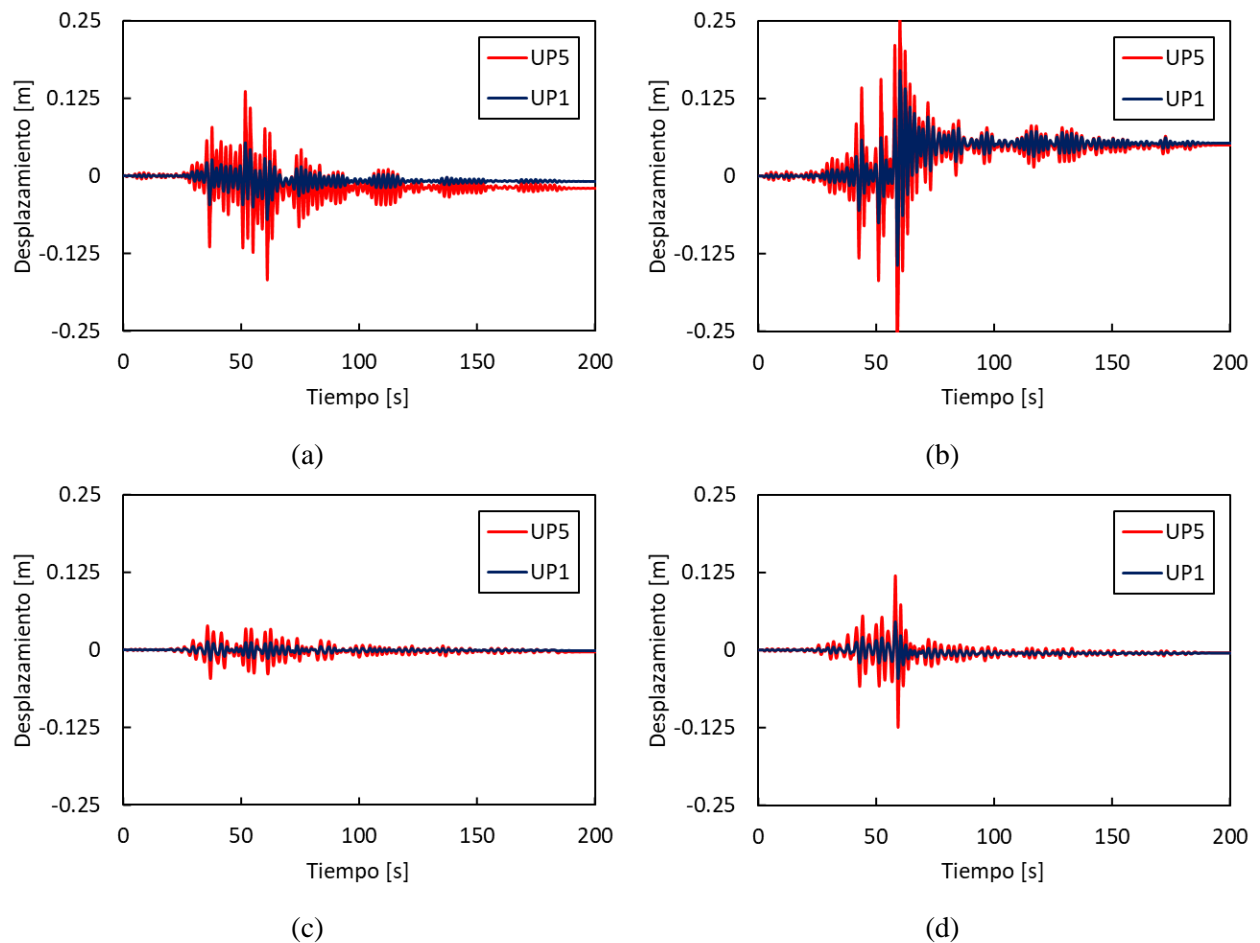 0.25
0.125
0
-0.125
-0.25
Desplazamiento [m]
UP5
UP1
0 50 100 150 200
Tiempo [s]
(a)
0.25
0.125
0
-0.125
-0.25
Desplazamiento [m]
UP5
UP1
0 50 100 150 200
Tiempo [s]
(b)
0.25
0.125
0
-0.125
-0.25
Desplazamiento [m]
UP5
UP1
0 50 100 150 200
Tiempo [s]
(c)
0.25
0.125
0
-0.125
-0.25
Desplazamiento [m]
UP5
UP1
0 50 100 150 200
Tiempo [s]
(d)